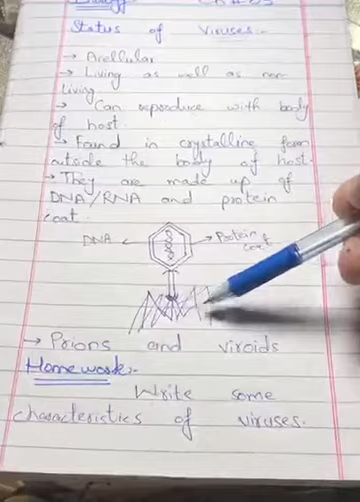 Status of Viruses:-
→ Acellular
→ Living as well as non-
living.
→ Can reproduce with body
of host.
→ Found in crystalline form
outside the body of host.
→ They are made up of
DNA/RNA and protein
coat.
DNA Protein
coat
→ Prions and viroids
Homework:-
Write some
characteristics of viruses.